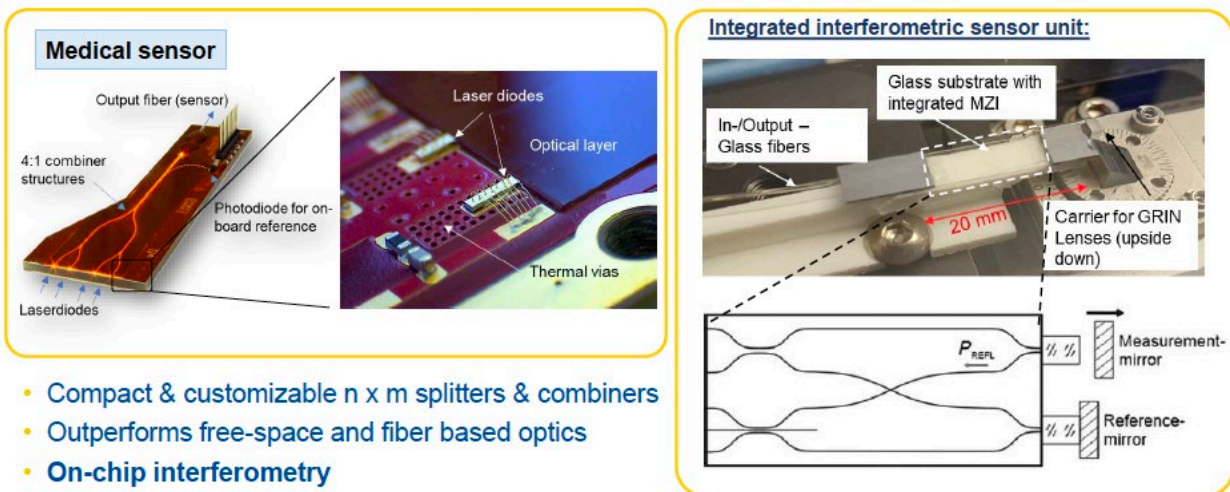 Medical sensor
Output fiber (sensor)
4:1 combiner
structures
Photodiode for on-
board reference
Laserdiodes
Laser diodes
Optical layer
Thermal vias
• Compact & customizable n x m splitters & combiners
• Outperforms free-space and fiber based optics
• On-chip interferometry
Integrated interferometric sensor unit:
Glass substrate with
integrated MZI
In-/Output –
Glass fibers
20 mm
Carrier for GRIN
Lenses (upside
down)
P_REFL
Measurement-
mirror
Reference-
mirror